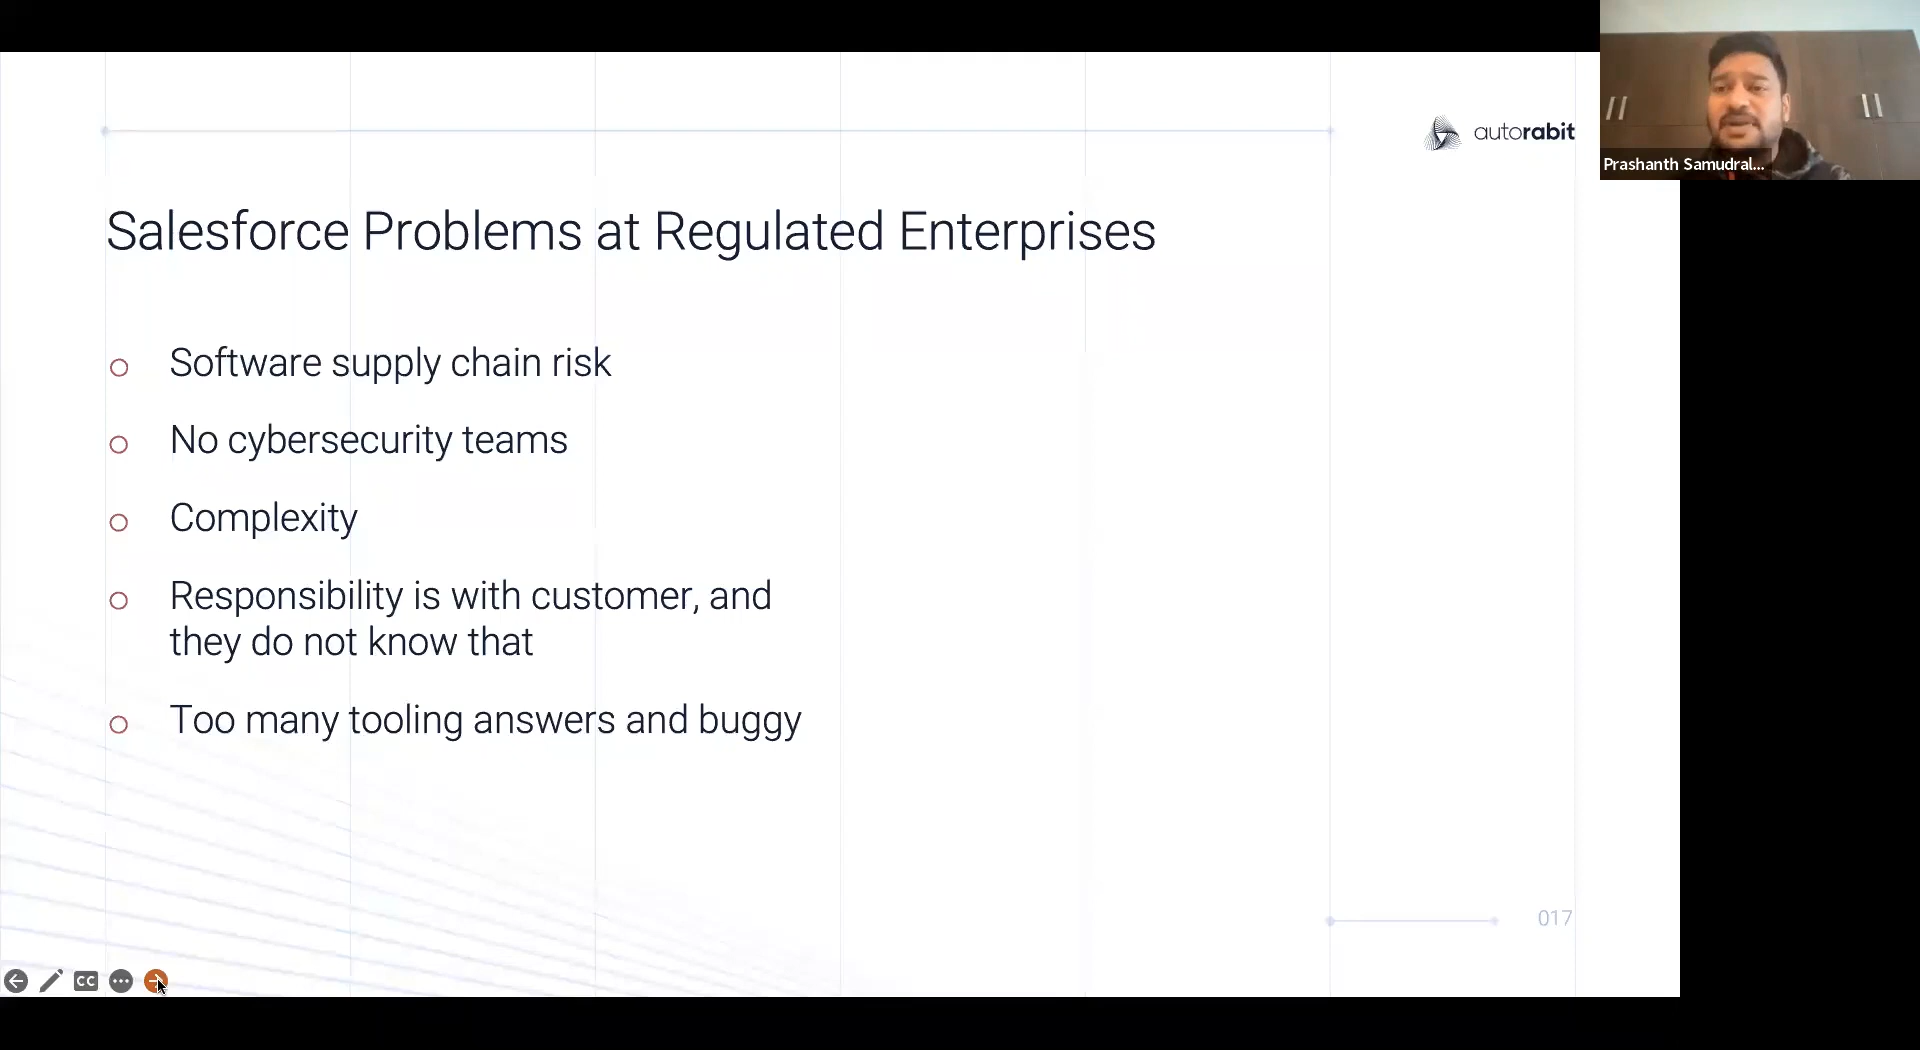 autorabit
Prashanth Samudral...
Salesforce Problems at Regulated Enterprises
Software supply chain risk
No cybersecurity teams
Complexity
Responsibility is with customer, and
they do not know that
Too many tooling answers and buggy
017
CC